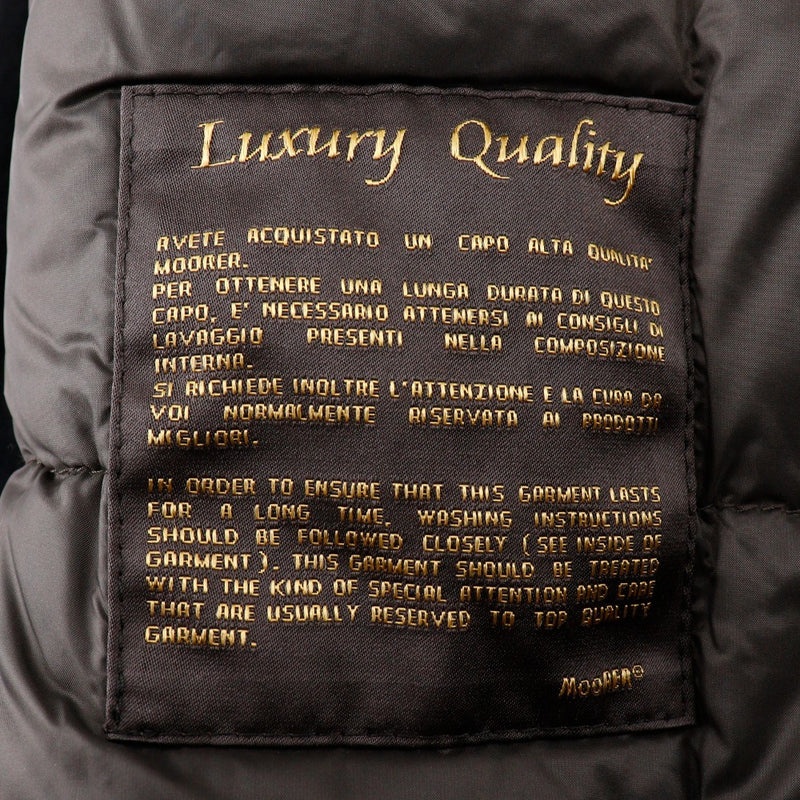 Luxury Quality
AVETE ACQUISTATO UN CAPO ALTA QUALITA'
MOORER.
PER OTTENERE UNA LUNGA DURATA DI QUESTO
CAPO, E' NECESSARIO ATTENERSI AI CONSIGLI DI
LAVAGGIO PRESENTI NELLA COMPOSIZIONE
INTERNA.
SI RICHIEDE INOLTRE L'ATTENZIONE E LA CURA DA
VOI NORMALMENTE RISERVATA AI PRODOTTI
MIGLIORI.
IN ORDER TO ENSURE THAT THIS GARMENT LASTS
FOR A LONG TIME, WASHING INSTRUCTIONS
SHOULD BE FOLLOWED CLOSELY ( SEE INSIDE OF
GARMENT ). THIS GARMENT SHOULD BE TREATED
WITH THE KIND OF SPECIAL ATTENTION AND CARE
THAT ARE USUALLY RESERVED TO TOP QUALITY
GARMENT.
MOORER®